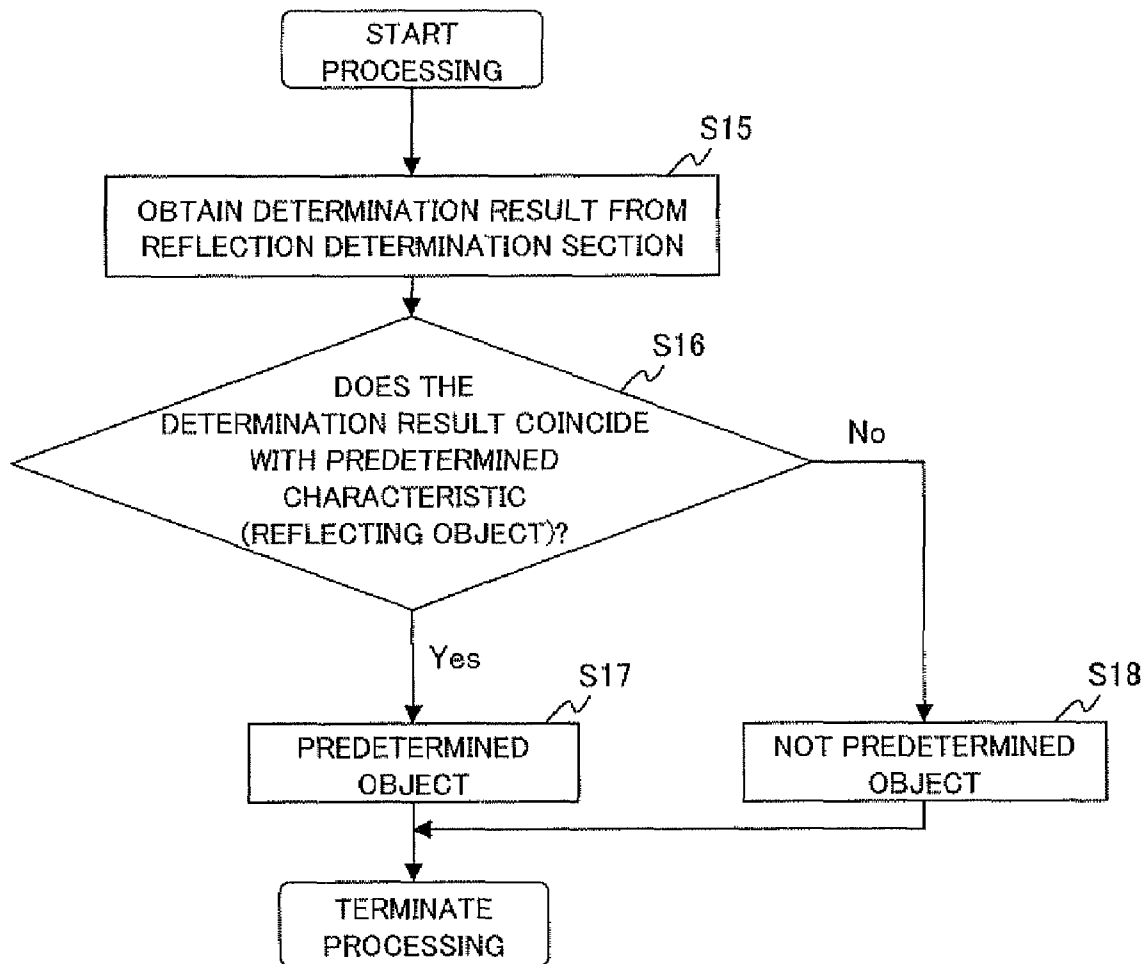 START
PROCESSING
S15
OBTAIN DETERMINATION RESULT FROM
REFLECTION DETERMINATION SECTION
S16
DOES THE
DETERMINATION RESULT COINCIDE
WITH PREDETERMINED
CHARACTERISTIC
(REFLECTING OBJECT)?
No
Yes
S17
PREDETERMINED
OBJECT
S18
NOT PREDETERMINED
OBJECT
TERMINATE
PROCESSING